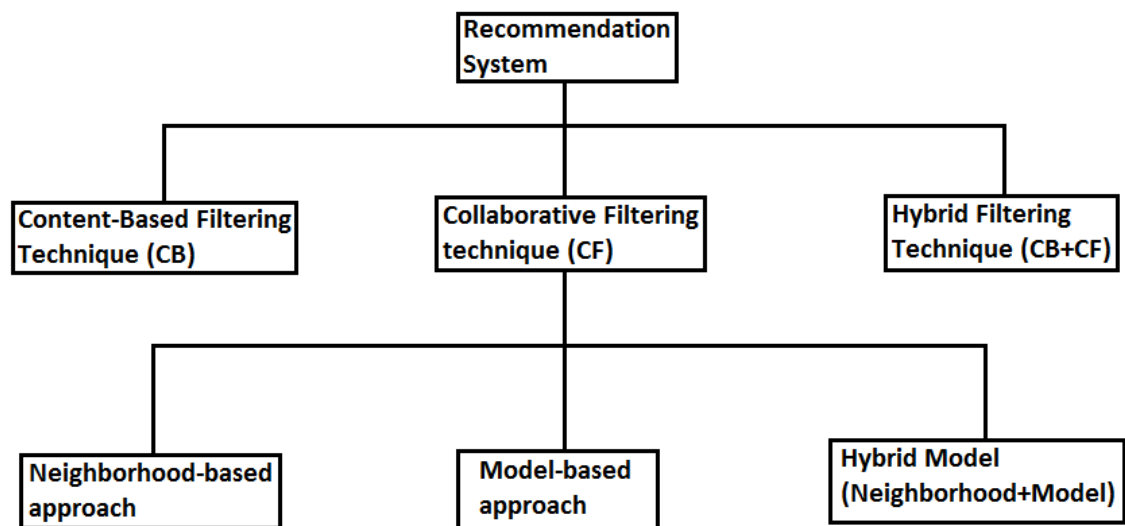 Recommendation
System
Content-Based Filtering
Technique (CB)
Collaborative Filtering
technique (CF)
Hybrid Filtering
Technique (CB+CF)
Neighborhood-based
approach
Model-based
approach
Hybrid Model
(Neighborhood+Model)